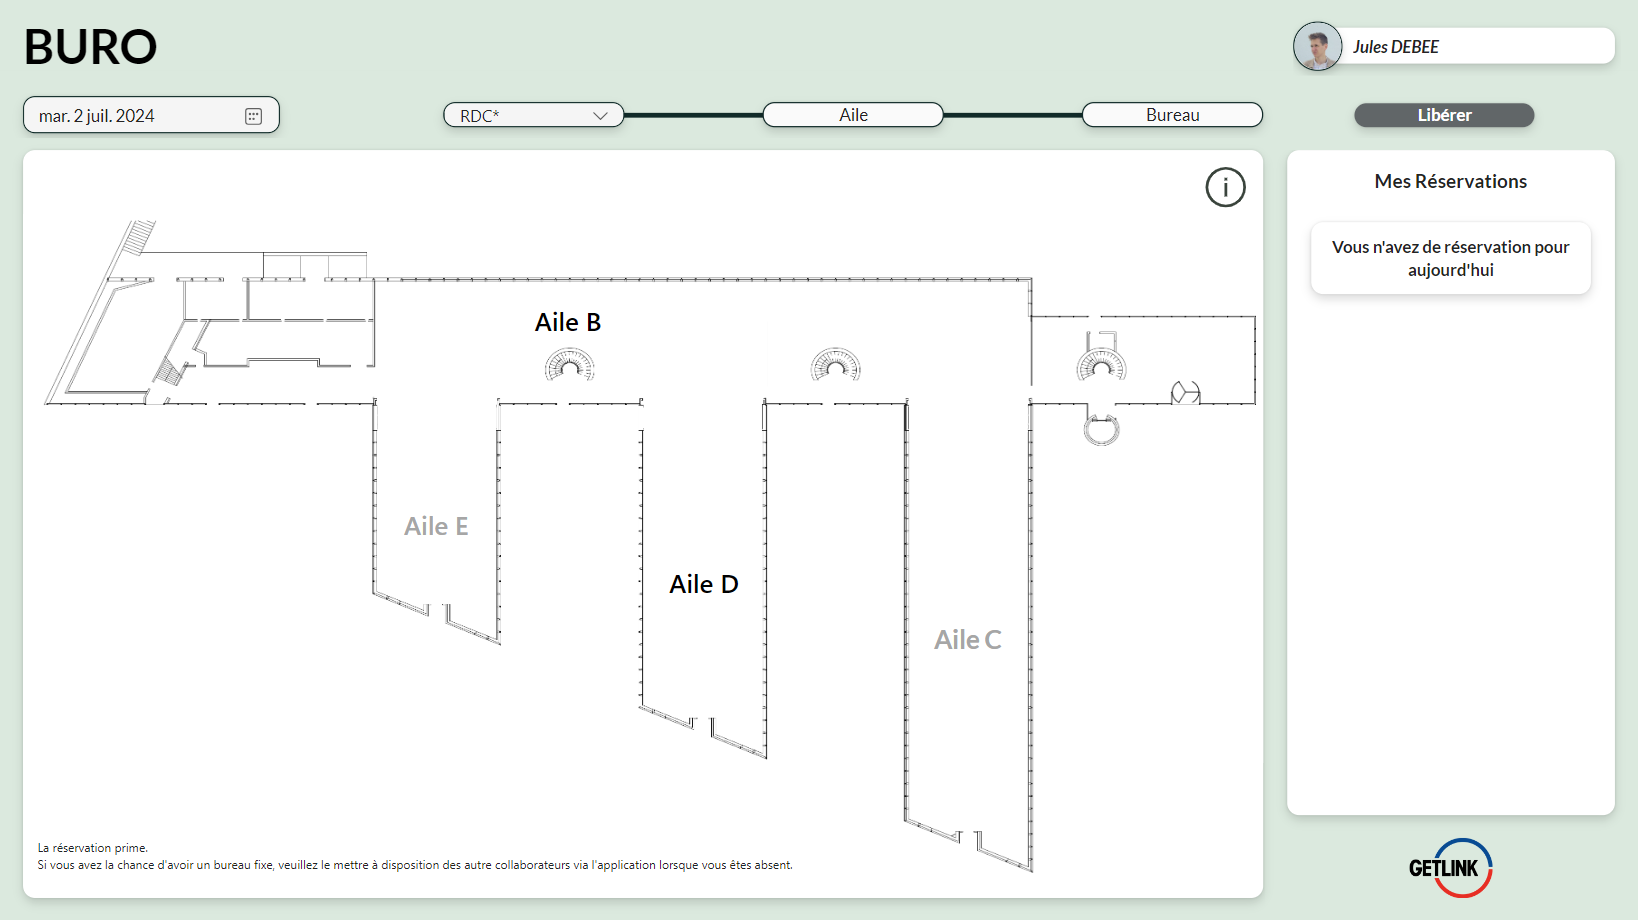 BURO
Jules DEBEE
mar. 2 juil. 2024
RDC*
Aile
Bureau
Libérer
i
Mes Réservations
Vous n'avez de réservation pour
aujourd'hui
Aile B
Aile E
Aile D
Aile C
La réservation prime.
Si vous avez la chance d'avoir un bureau fixe, veuillez le mettre à disposition des autre collaborateurs via l'application lorsque vous êtes absent.
GETLINK